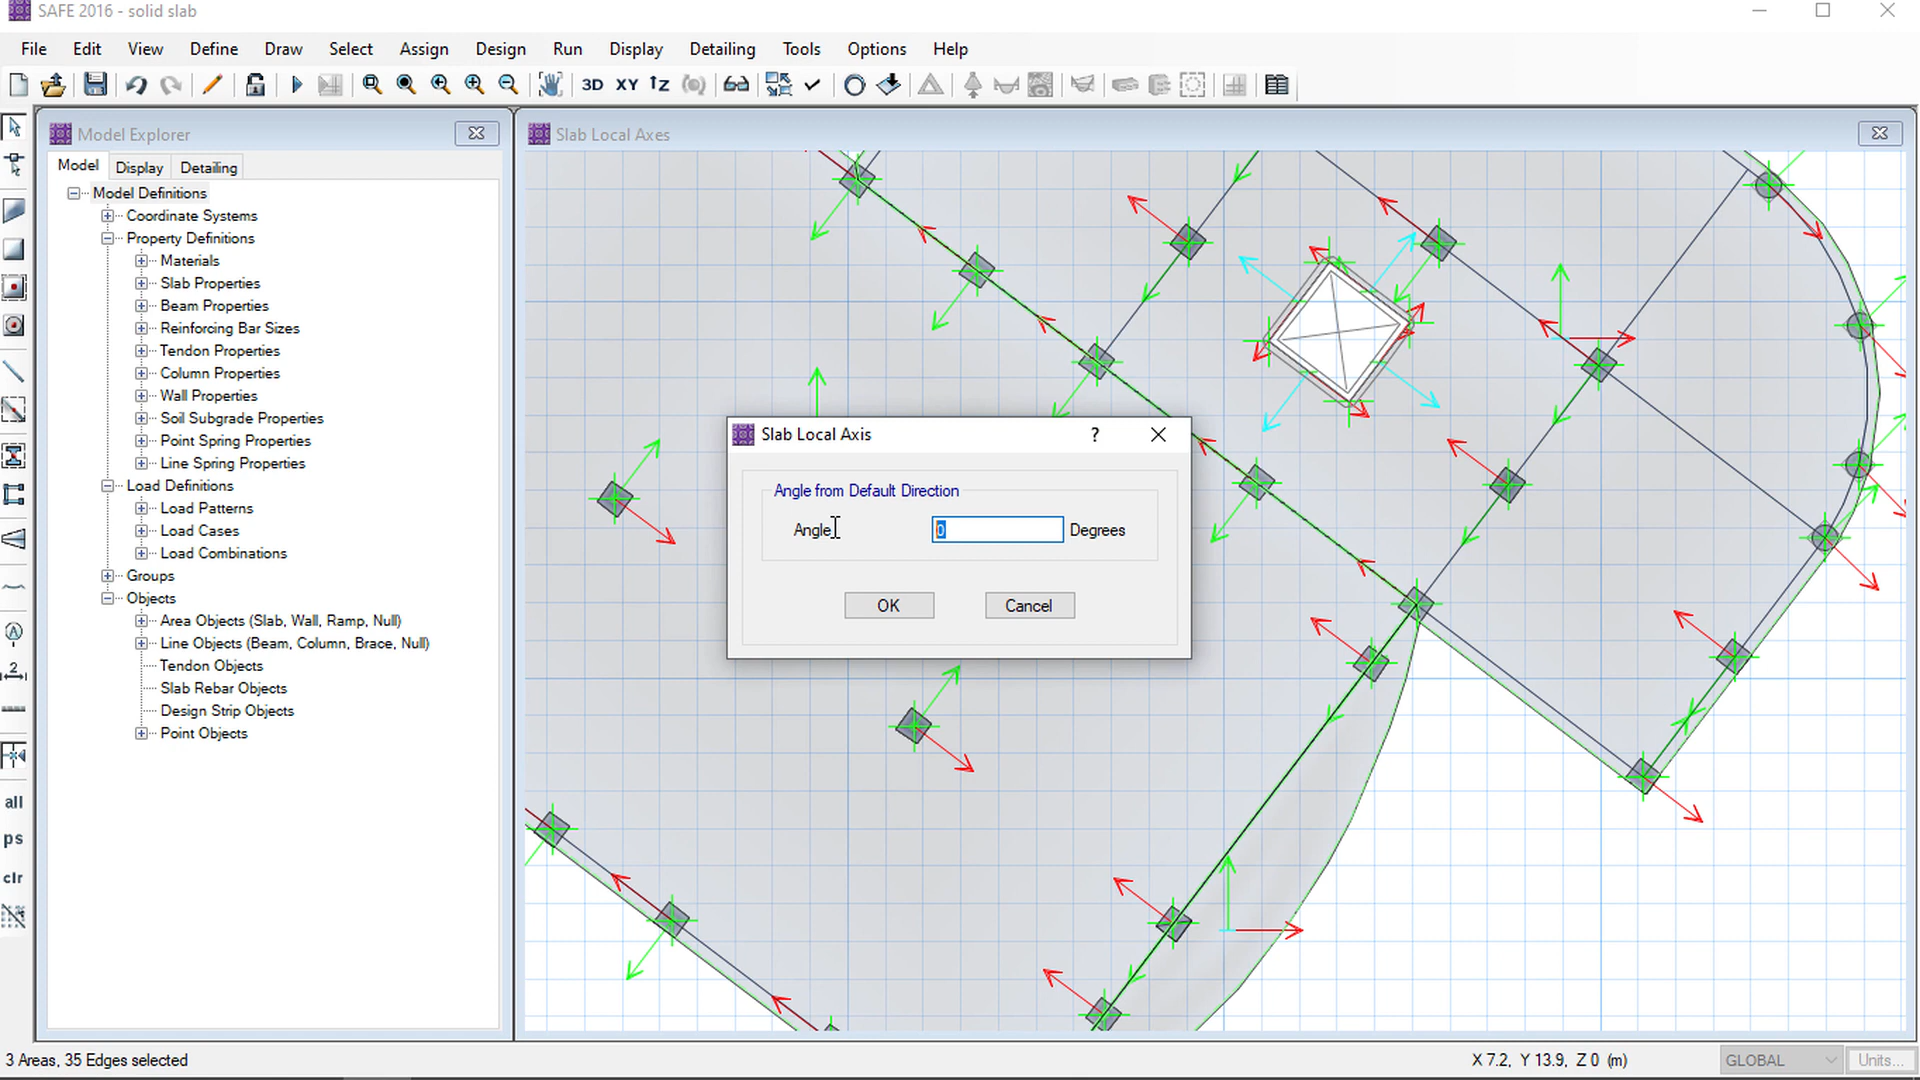 SAFE 2016 - solid slab
File Edit View Define Draw Select Assign Design Run Display Detailing Tools Options Help
3D XY
Model Explorer
Model Display Detailing
Model Definitions
Coordinate Systems
Property Definitions
Materials
Slab Properties
Beam Properties
Reinforcing Bar Sizes
Tendon Properties
Column Properties
Wall Properties
Soil Subgrade Properties
Point Spring Properties
Line Spring Properties
Load Definitions
Load Patterns
Load Cases
Load Combinations
Groups
Objects
Area Objects (Slab, Wall, Ramp, Null)
Line Objects (Beam, Column, Brace, Null)
Tendon Objects
Slab Rebar Objects
Design Strip Objects
Point Objects
all
ps
clr
Slab Local Axes
Slab Local Axis ?
Angle from Default Direction
Angle 0 Degrees
OK Cancel
3 Areas, 35 Edges selected
X 7.2, Y 13.9, Z 0 (m)
GLOBAL Units...